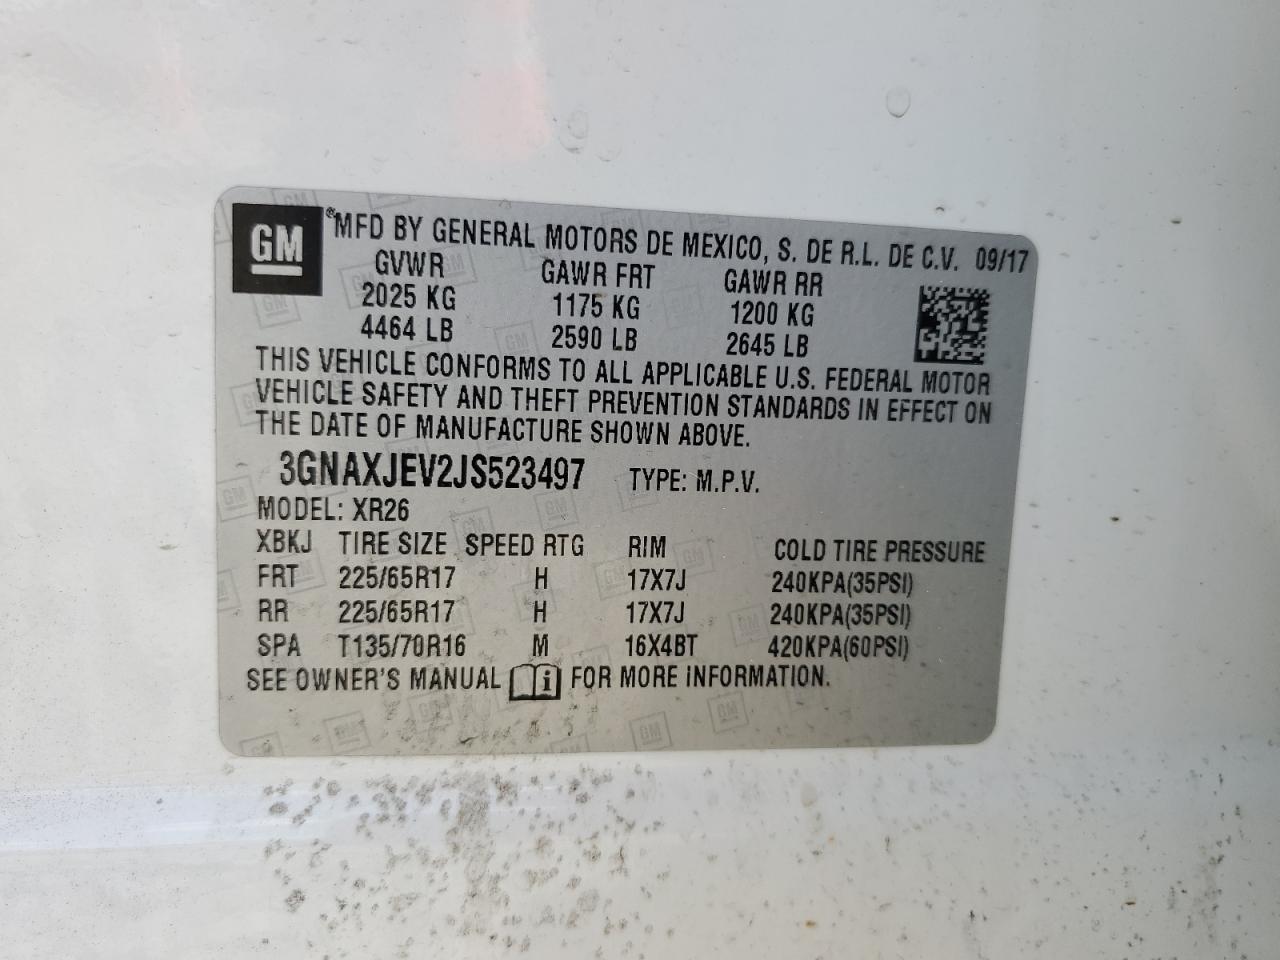 GM ® MFD BY GENERAL MOTORS DE MEXICO, S. DE R.L. DE C.V. 09/17
GVWR GAWR FRT GAWR RR
2025 KG 1175 KG 1200 KG
4464 LB 2590 LB 2645 LB
THIS VEHICLE CONFORMS TO ALL APPLICABLE U.S. FEDERAL MOTOR
VEHICLE SAFETY AND THEFT PREVENTION STANDARDS IN EFFECT ON
THE DATE OF MANUFACTURE SHOWN ABOVE.
3GNAXJEV2JS523497 TYPE: M.P.V.
MODEL: XR26
XBKJ TIRE SIZE SPEED RTG RIM COLD TIRE PRESSURE
FRT 225/65R17 H 17X7J 240KPA(35PSI)
RR 225/65R17 H 17X7J 240KPA(35PSI)
SPA T135/70R16 M 16X4BT 420KPA(60PSI)
SEE OWNER'S MANUAL i FOR MORE INFORMATION.